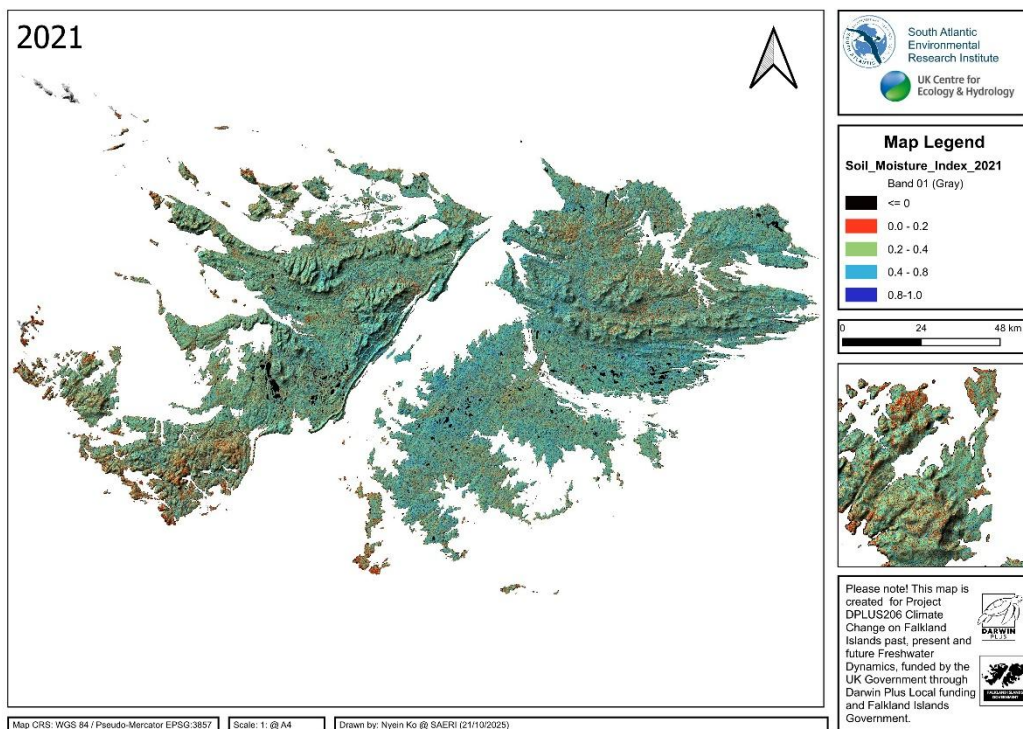 2021
South Atlantic
Environmental
Research Institute
UK Centre for
Ecology & Hydrology
Map Legend
Soil_Moisture_Index_2021
Band 01 (Gray)
<= 0
0.0 - 0.2
0.2 - 0.4
0.4 - 0.8
0.8-1.0
0 24 48 km
Please note! This map is
created for Project
DPLUS206 Climate
Change on Falkland
Islands past, present and
future Freshwater
Dynamics, funded by the
UK Government through
Darwin Plus Local funding
and Falkland Islands
Government.
DARWIN
PLUS
FALKLAND ISLANDS
GOVERNMENT
Map CRS: WGS 84 / Pseudo-Mercator EPSG:3857
Scale: 1: @ A4
Drawn by: Nyein Ko @ SAERI (21/10/2025)